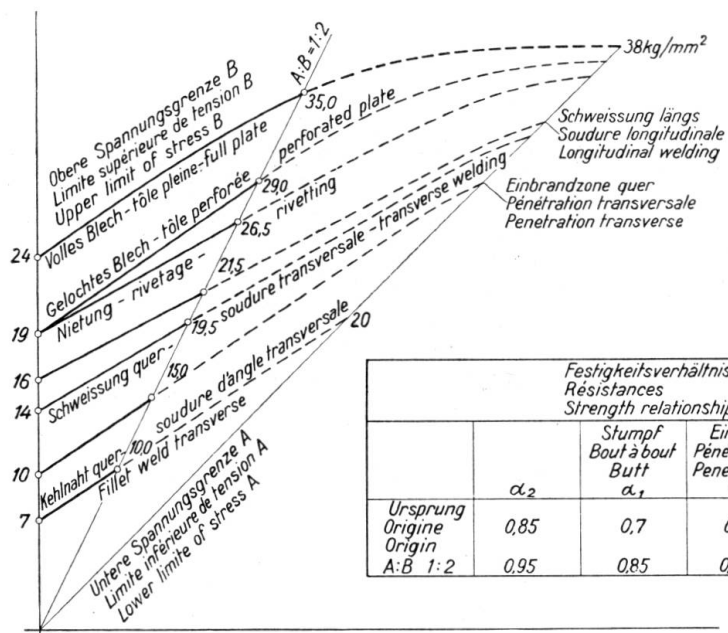 A:B=1:2
38kg/mm²
35,0
Obere Spannungsgrenze B
Limite supérieure de tension B
Upper limit of stress B
Volles Blech-tôle pleine-full plate
perforated plate
Schweissung längs
Soudure longitudinale
Longitudinal welding
29,0
Gelochtes Blech-tôle perforée
Einbrandzone quer
Pénétration transversale
Penetration transverse
24
26,5
rivetting
Nietung-rivetage-
21,5
19
19,5
Schweissung quer-
soudure transversale-transverse welding
20
16
14
15,0
Kehlnaht quer-
soudure d'angle transversale
10,0
Fillet weld transverse
10
7
Untere Spannungsgrenze A
Limite inférieure de tension A
Lower limit of stress A
Festigkeitsverhältnis
Résistances
Strength relationship
Stumpf
Bout à bout
Butt
α₂
α₁
Ei
Péne
Pene
Ursprung
Origine
Origin
0,85
0,7
A:B 1:2
0,95
0,85
0,